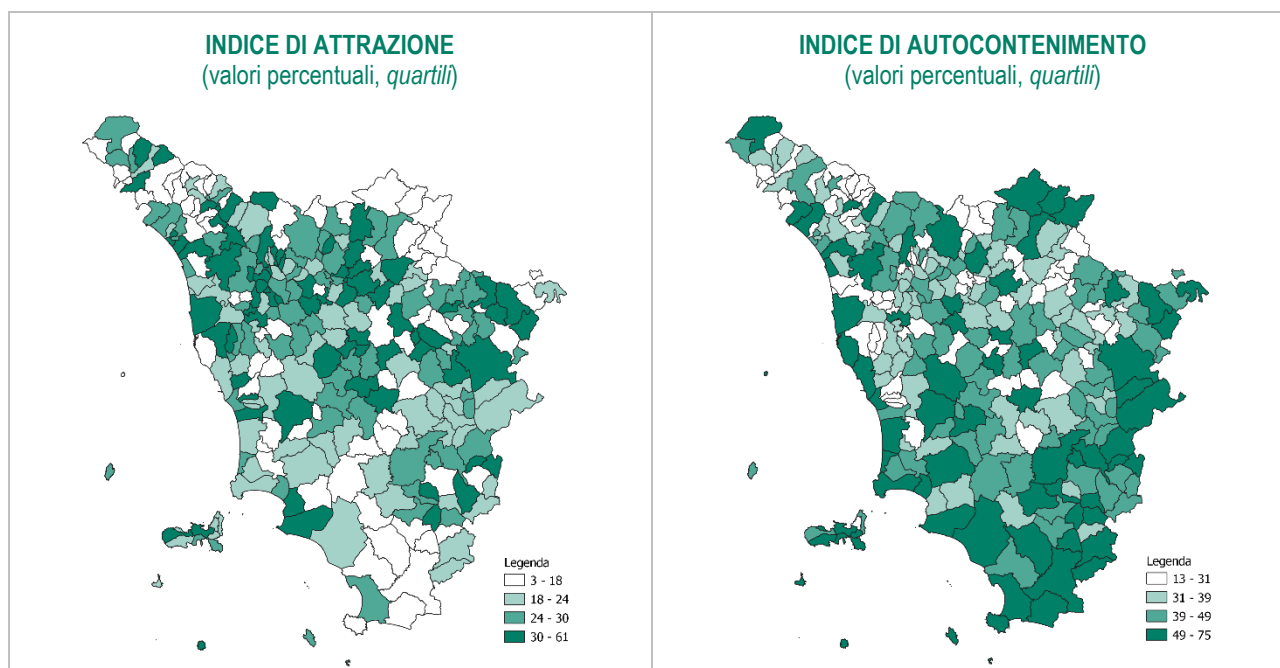 INDICE DI ATTRAZIONE
(valori percentuali, quartili)
Legenda
3 - 18
18 - 24
24 - 30
30 - 61
INDICE DI AUTOCONTENIMENTO
(valori percentuali, quartili)
Legenda
13 - 31
31 - 39
39 - 49
49 - 75